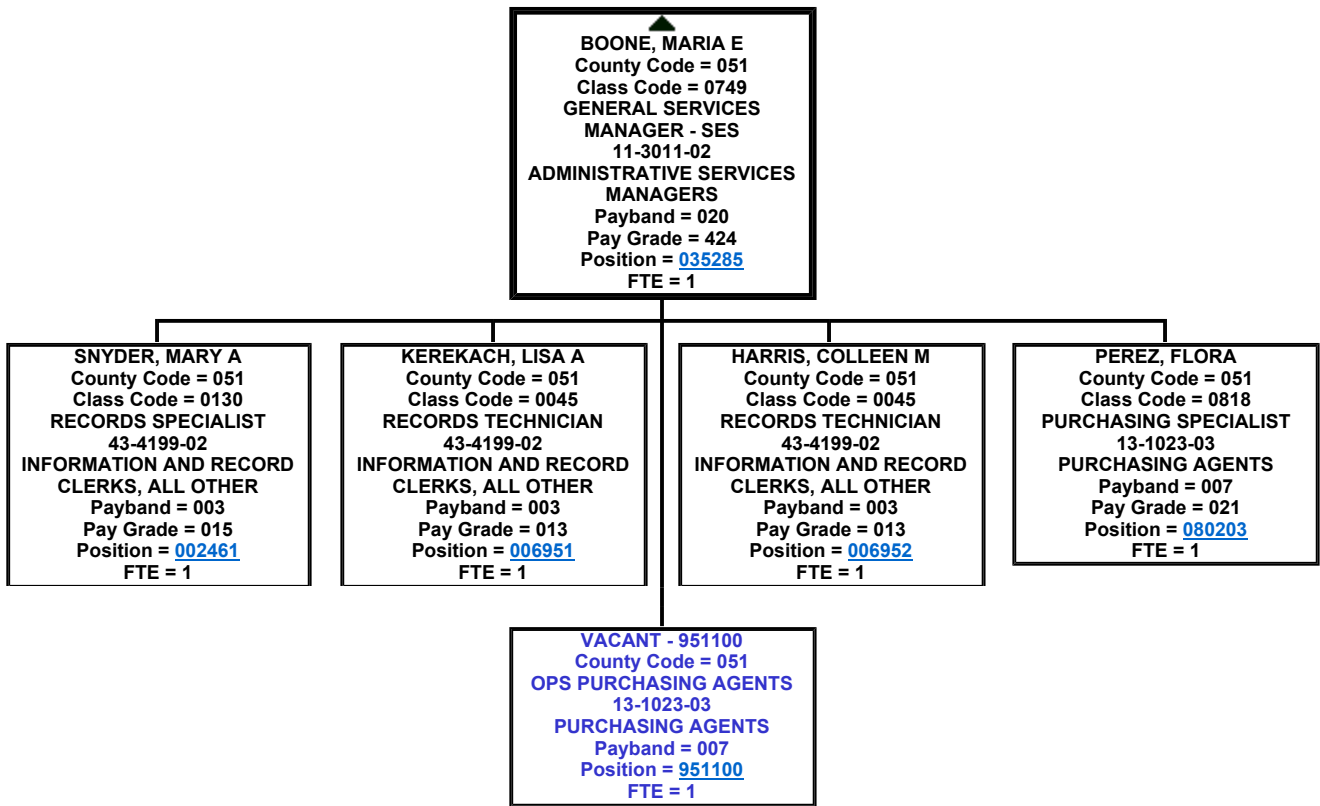 BOONE, MARIA E
County Code = 051
Class Code = 0749
GENERAL SERVICES
MANAGER - SES
11-3011-02
ADMINISTRATIVE SERVICES
MANAGERS
Payband = 020
Pay Grade = 424
Position = 035285
FTE = 1
SNYDER, MARY A
County Code = 051
Class Code = 0130
RECORDS SPECIALIST
43-4199-02
INFORMATION AND RECORD
CLERKS, ALL OTHER
Payband = 003
Pay Grade = 015
Position = 002461
FTE = 1
KEREKACH, LISA A
County Code = 051
Class Code = 0045
RECORDS TECHNICIAN
43-4199-02
INFORMATION AND RECORD
CLERKS, ALL OTHER
Payband = 003
Pay Grade = 013
Position = 006951
FTE = 1
HARRIS, COLLEEN M
County Code = 051
Class Code = 0045
RECORDS TECHNICIAN
43-4199-02
INFORMATION AND RECORD
CLERKS, ALL OTHER
Payband = 003
Pay Grade = 013
Position = 006952
FTE = 1
PEREZ, FLORA
County Code = 051
Class Code = 0818
PURCHASING SPECIALIST
13-1023-03
PURCHASING AGENTS
Payband = 007
Pay Grade = 021
Position = 080203
FTE = 1
VACANT - 951100
County Code = 051
OPS PURCHASING AGENTS
13-1023-03
PURCHASING AGENTS
Payband = 007
Position = 951100
FTE = 1